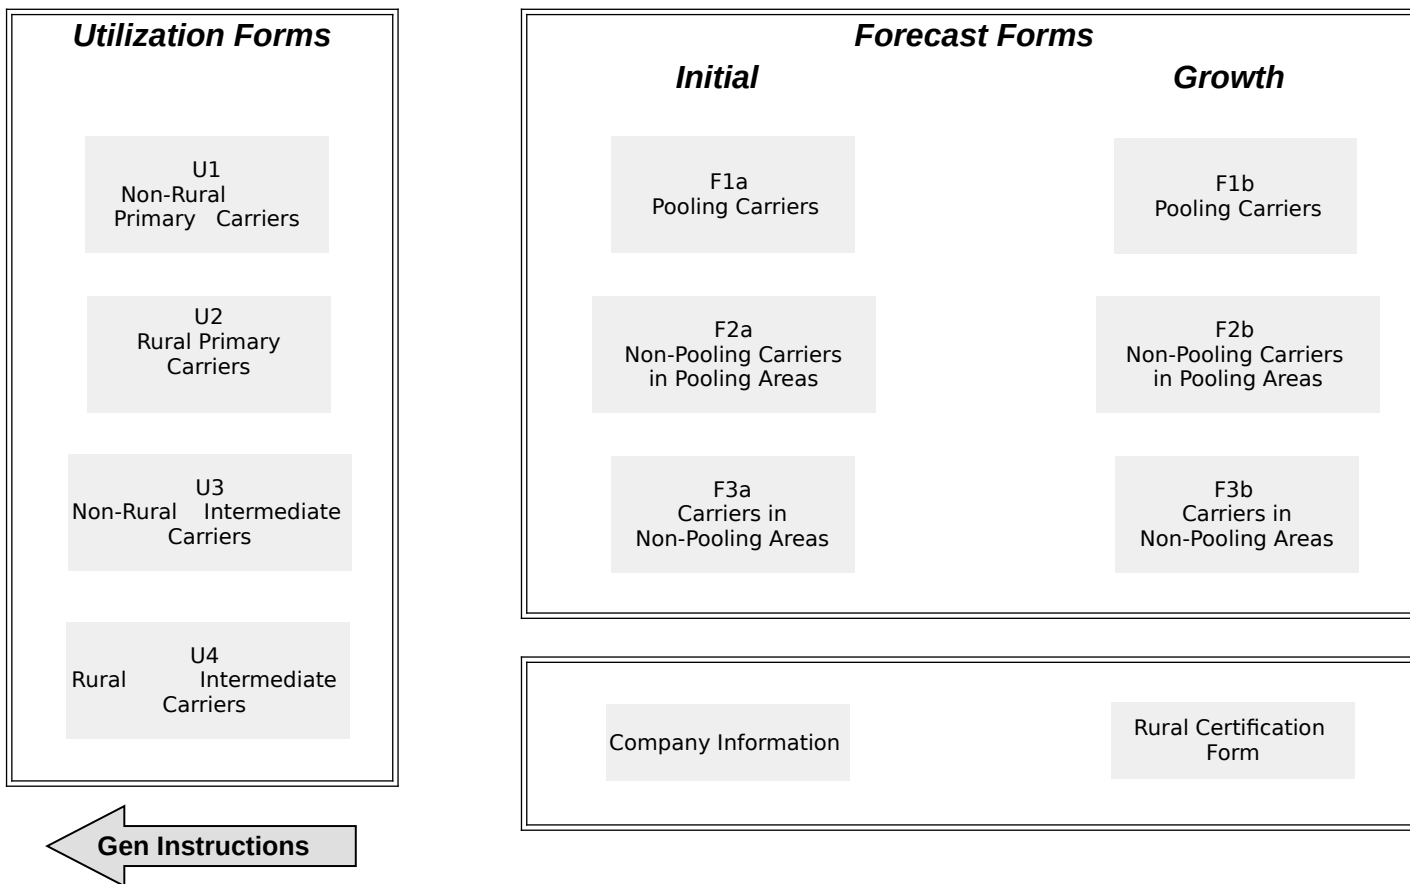 Utilization Forms
U1
Non-Rural
Primary Carriers
U2
Rural Primary
Carriers
U3
Non-Rural Intermediate
Carriers
U4
Rural Intermediate
Carriers
Gen Instructions
Forecast Forms
Initial
Growth
F1a
Pooling Carriers
F1b
Pooling Carriers
F2a
Non-Pooling Carriers
in Pooling Areas
F2b
Non-Pooling Carriers
in Pooling Areas
F3a
Carriers in
Non-Pooling Areas
F3b
Carriers in
Non-Pooling Areas
Company Information
Rural Certification
Form